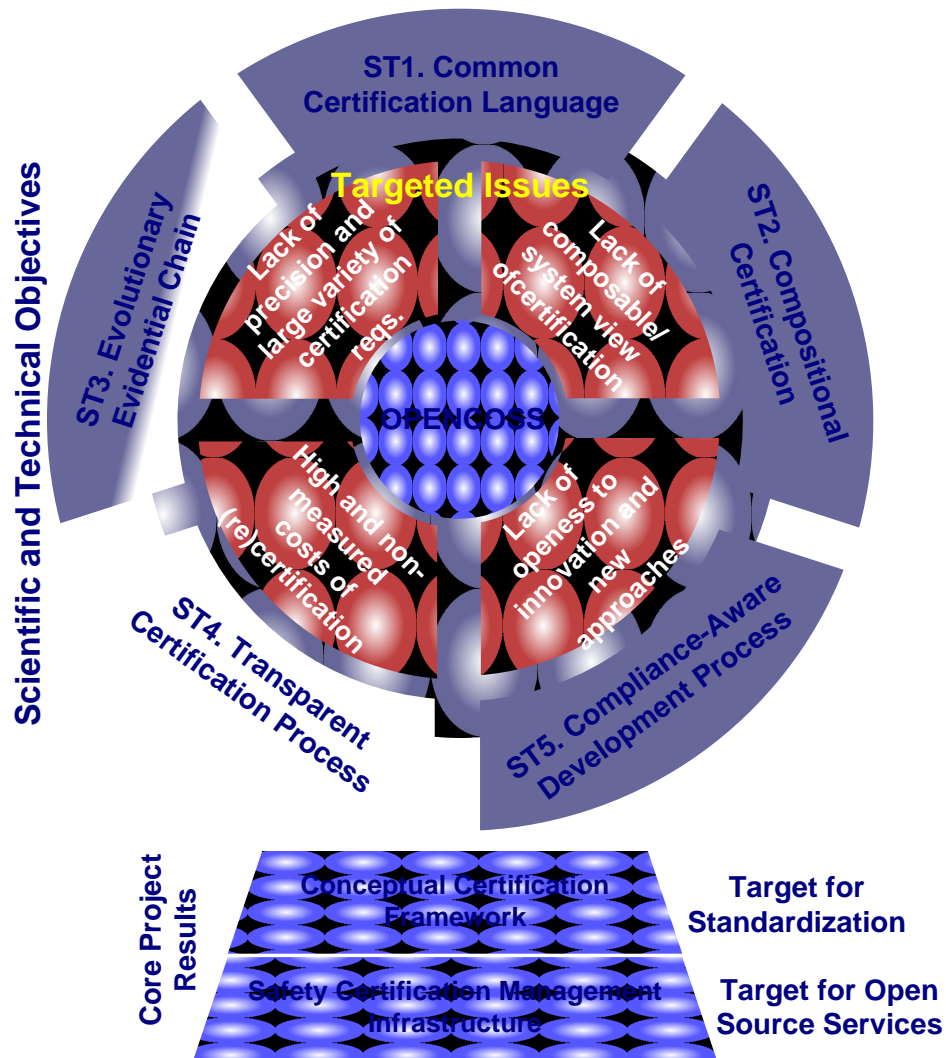 ST1. Common
Certification Language
ST2. Compositional
Certification
ST3. Evolutionary
Evidential Chain
Scientific and Technical Objectives
Targeted Issues
Lack of
precision and
large variety of
certification
reqs.
Lack of
composable/
system view
ofcertification
OPENCOSS
High and non-
measured
costs of
(re)certification
Lack of
openess to
innovation and
new
approaches
ST4. Transparent
Certification Process
ST5. Compliance-Aware
Development Process
Core Project
Results
Conceptual Certification
Framework
Target for
Standardization
Safety Certification Management
Infrastructure
Target for Open
Source Services